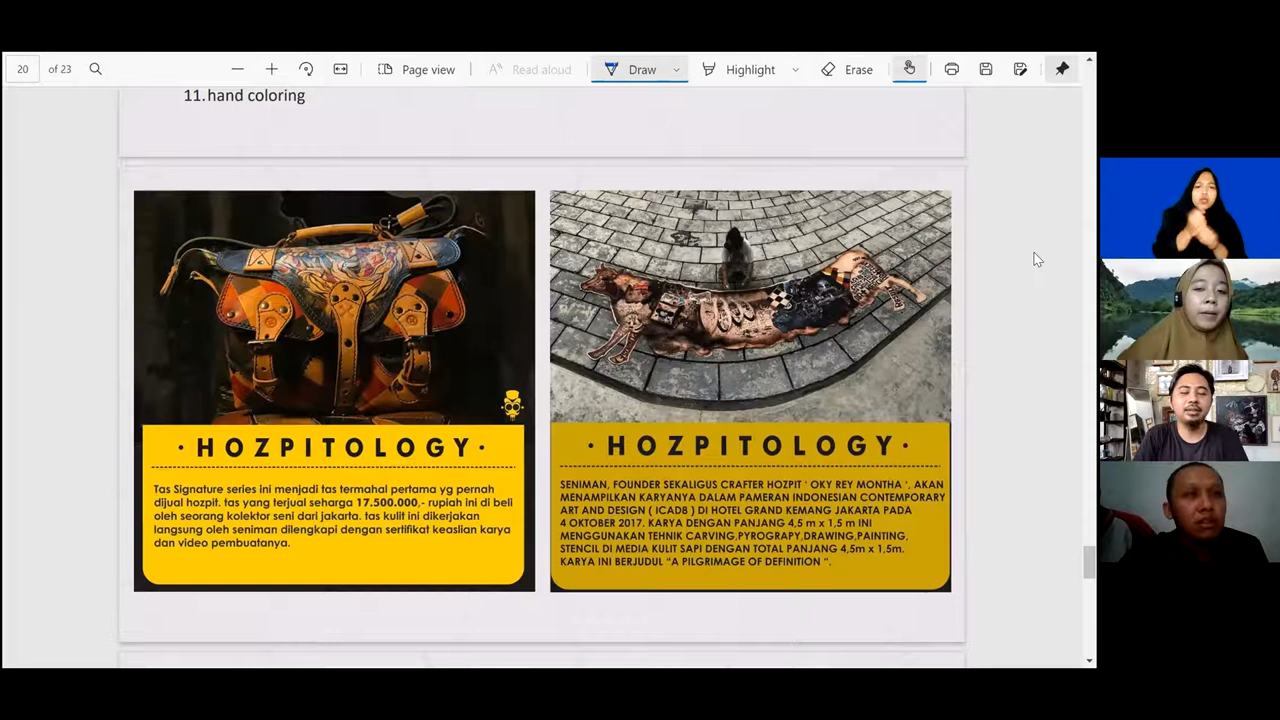 20 of 23
Page view
Read aloud
Draw
Highlight
Erase
11. hand coloring
· HOZPITOLOGY ·
Tas Signature series ini menjadi tas termahal pertama yg pernah
dijual hozpit. tas yang terjual seharga 17.500.000,- rupiah ini di beli
oleh seorang kolektor seni dari jakarta. tas kulit ini dikerjakan
langsung oleh seniman dilengkapi dengan sertifikat keaslian karya
dan video pembuatanya.
· HOZPITOLOGY ·
SENIMAN, FOUNDER SEKALIGUS CRAFTER HOZPIT ' OKY REY MONTHA ', AKAN
MENAMPILKAN KARYANYA DALAM PAMERAN INDONESIAN CONTEMPORARY
ART AND DESIGN ( ICAD8 ) DI HOTEL GRAND KEMANG JAKARTA PADA
4 OKTOBER 2017. KARYA DENGAN PANJANG 4,5 m x 1,5 m INI
MENGGUNAKAN TEHNIK CARVING,PYROGRAPY,DRAWING,PAINTING,
STENCIL DI MEDIA KULIT SAPI DENGAN TOTAL PANJANG 4,5m x 1,5m.
KARYA INI BERJUDUL "A PILGRIMAGE OF DEFINITION ".